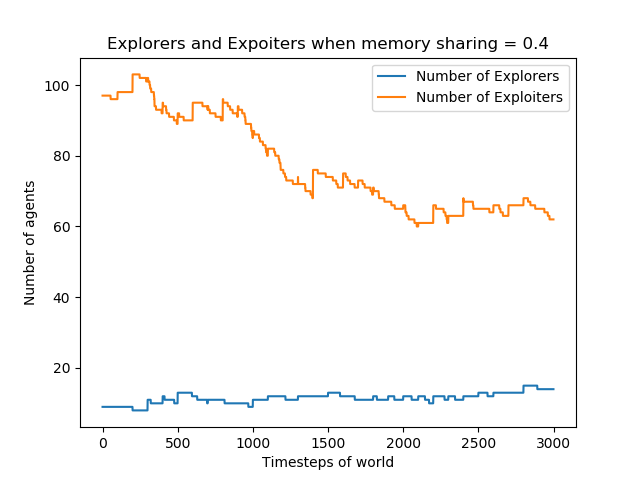 Explorers and Expoiters when memory sharing = 0.4
Number of Explorers
Number of Exploiters
Number of agents
100
80
60
40
20
0 500 1000 1500 2000 2500 3000
Timesteps of world